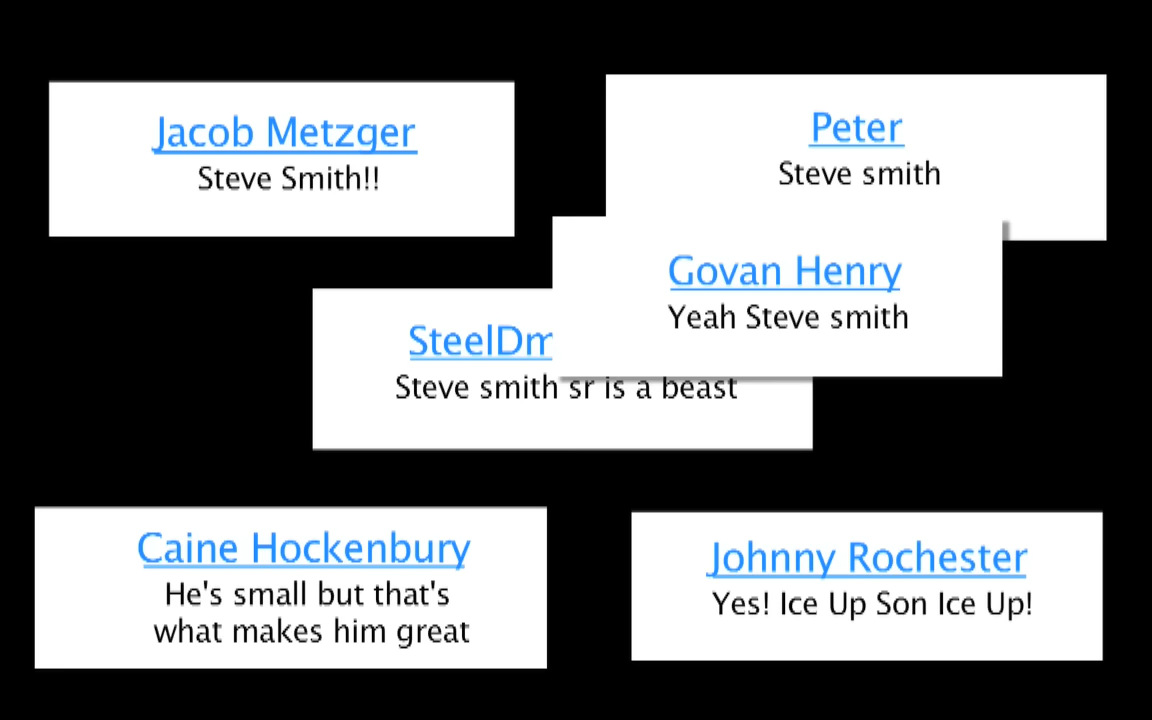 Jacob Metzger
Steve Smith!!
Peter
Steve smith
Govan Henry
Yeah Steve smith
SteelDm
Steve smith sr is a beast
Caine Hockenbury
He's small but that's
what makes him great
Johnny Rochester
Yes! Ice Up Son Ice Up!